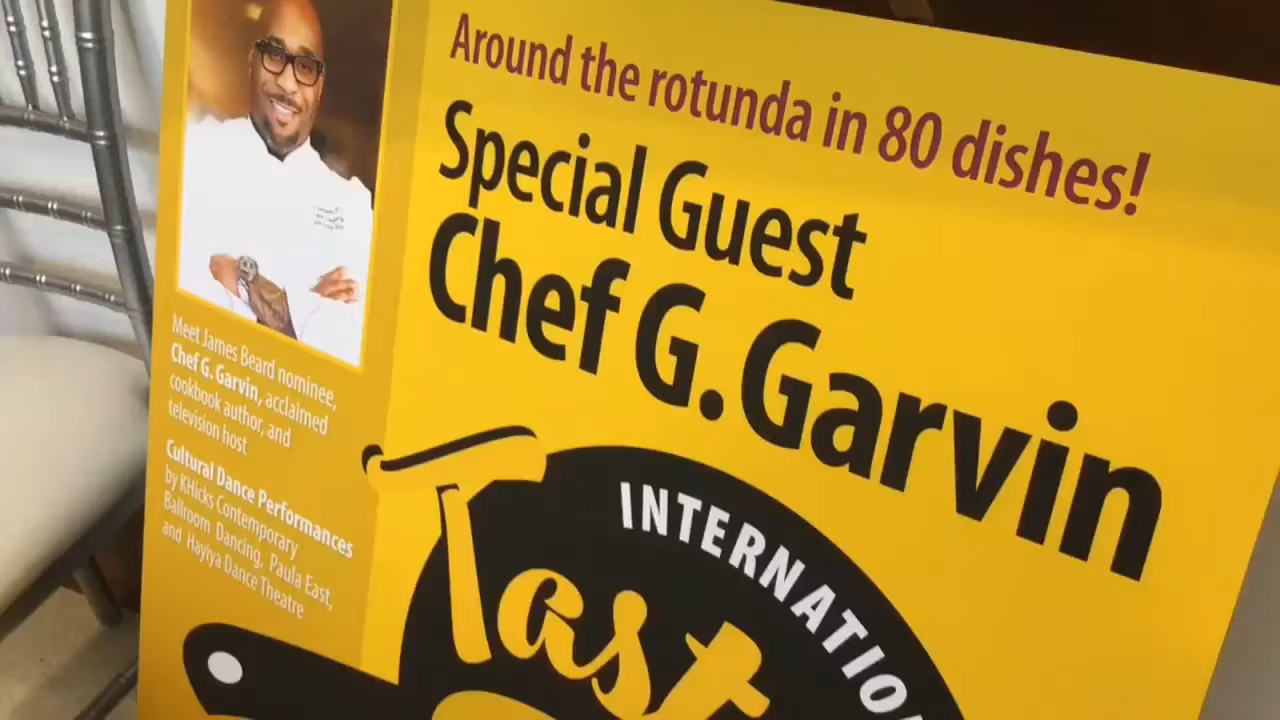 Around the rotunda in 80 dishes!
Special Guest
Chef G. Garvin
Meet James Beard nominee,
Chef G. Garvin, acclaimed
cookbook author, and
television host
Cultural Dance Performances
by KHicks Contemporary
Ballroom Dancing, Paula East,
and Hayiya Dance Theatre
INTERNATIO
Tast